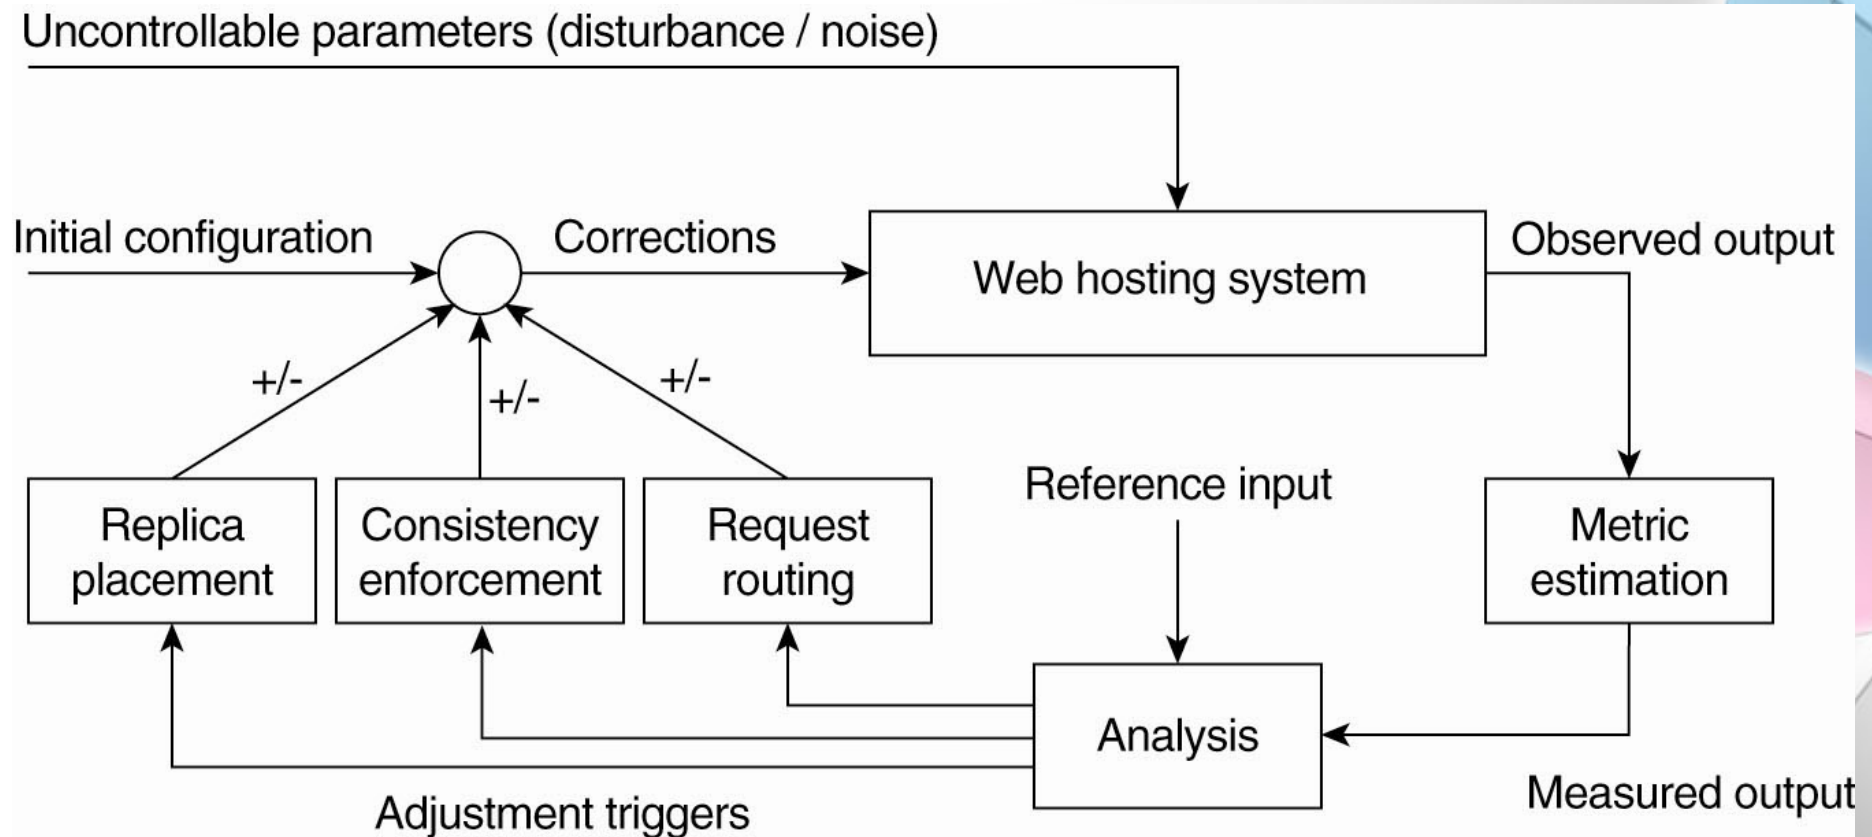 Uncontrollable parameters (disturbance / noise)
Initial configuration
Corrections
Web hosting system
Observed output
+/-
+/-
+/-
Reference input
Replica
placement
Consistency
enforcement
Request
routing
Metric
estimation
Analysis
Adjustment triggers
Measured output